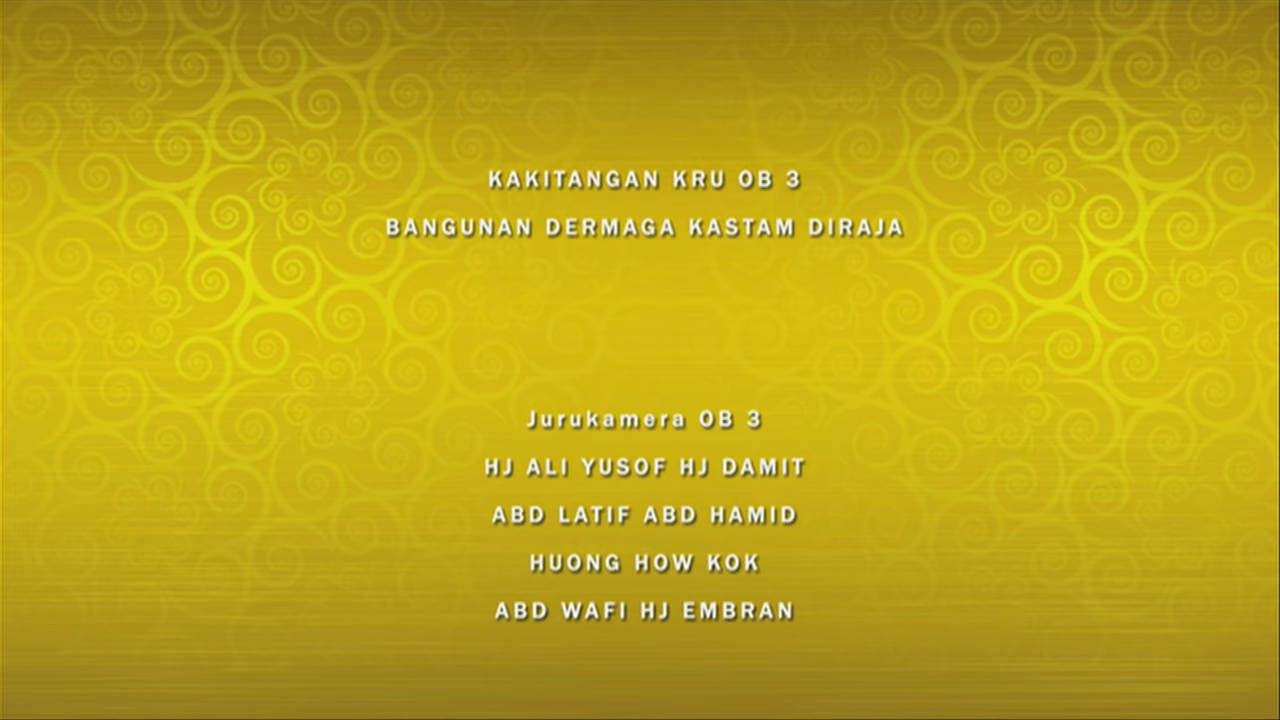 KAKITANGAN KRU OB 3
BANGUNAN DERMAGA KASTAM DIRAJA
Jurukamera OB 3
HJ ALI YUSOF HJ DAMIT
ABD LATIF ABD HAMID
HUONG HOW KOK
ABD WAFI HJ EMBRAN